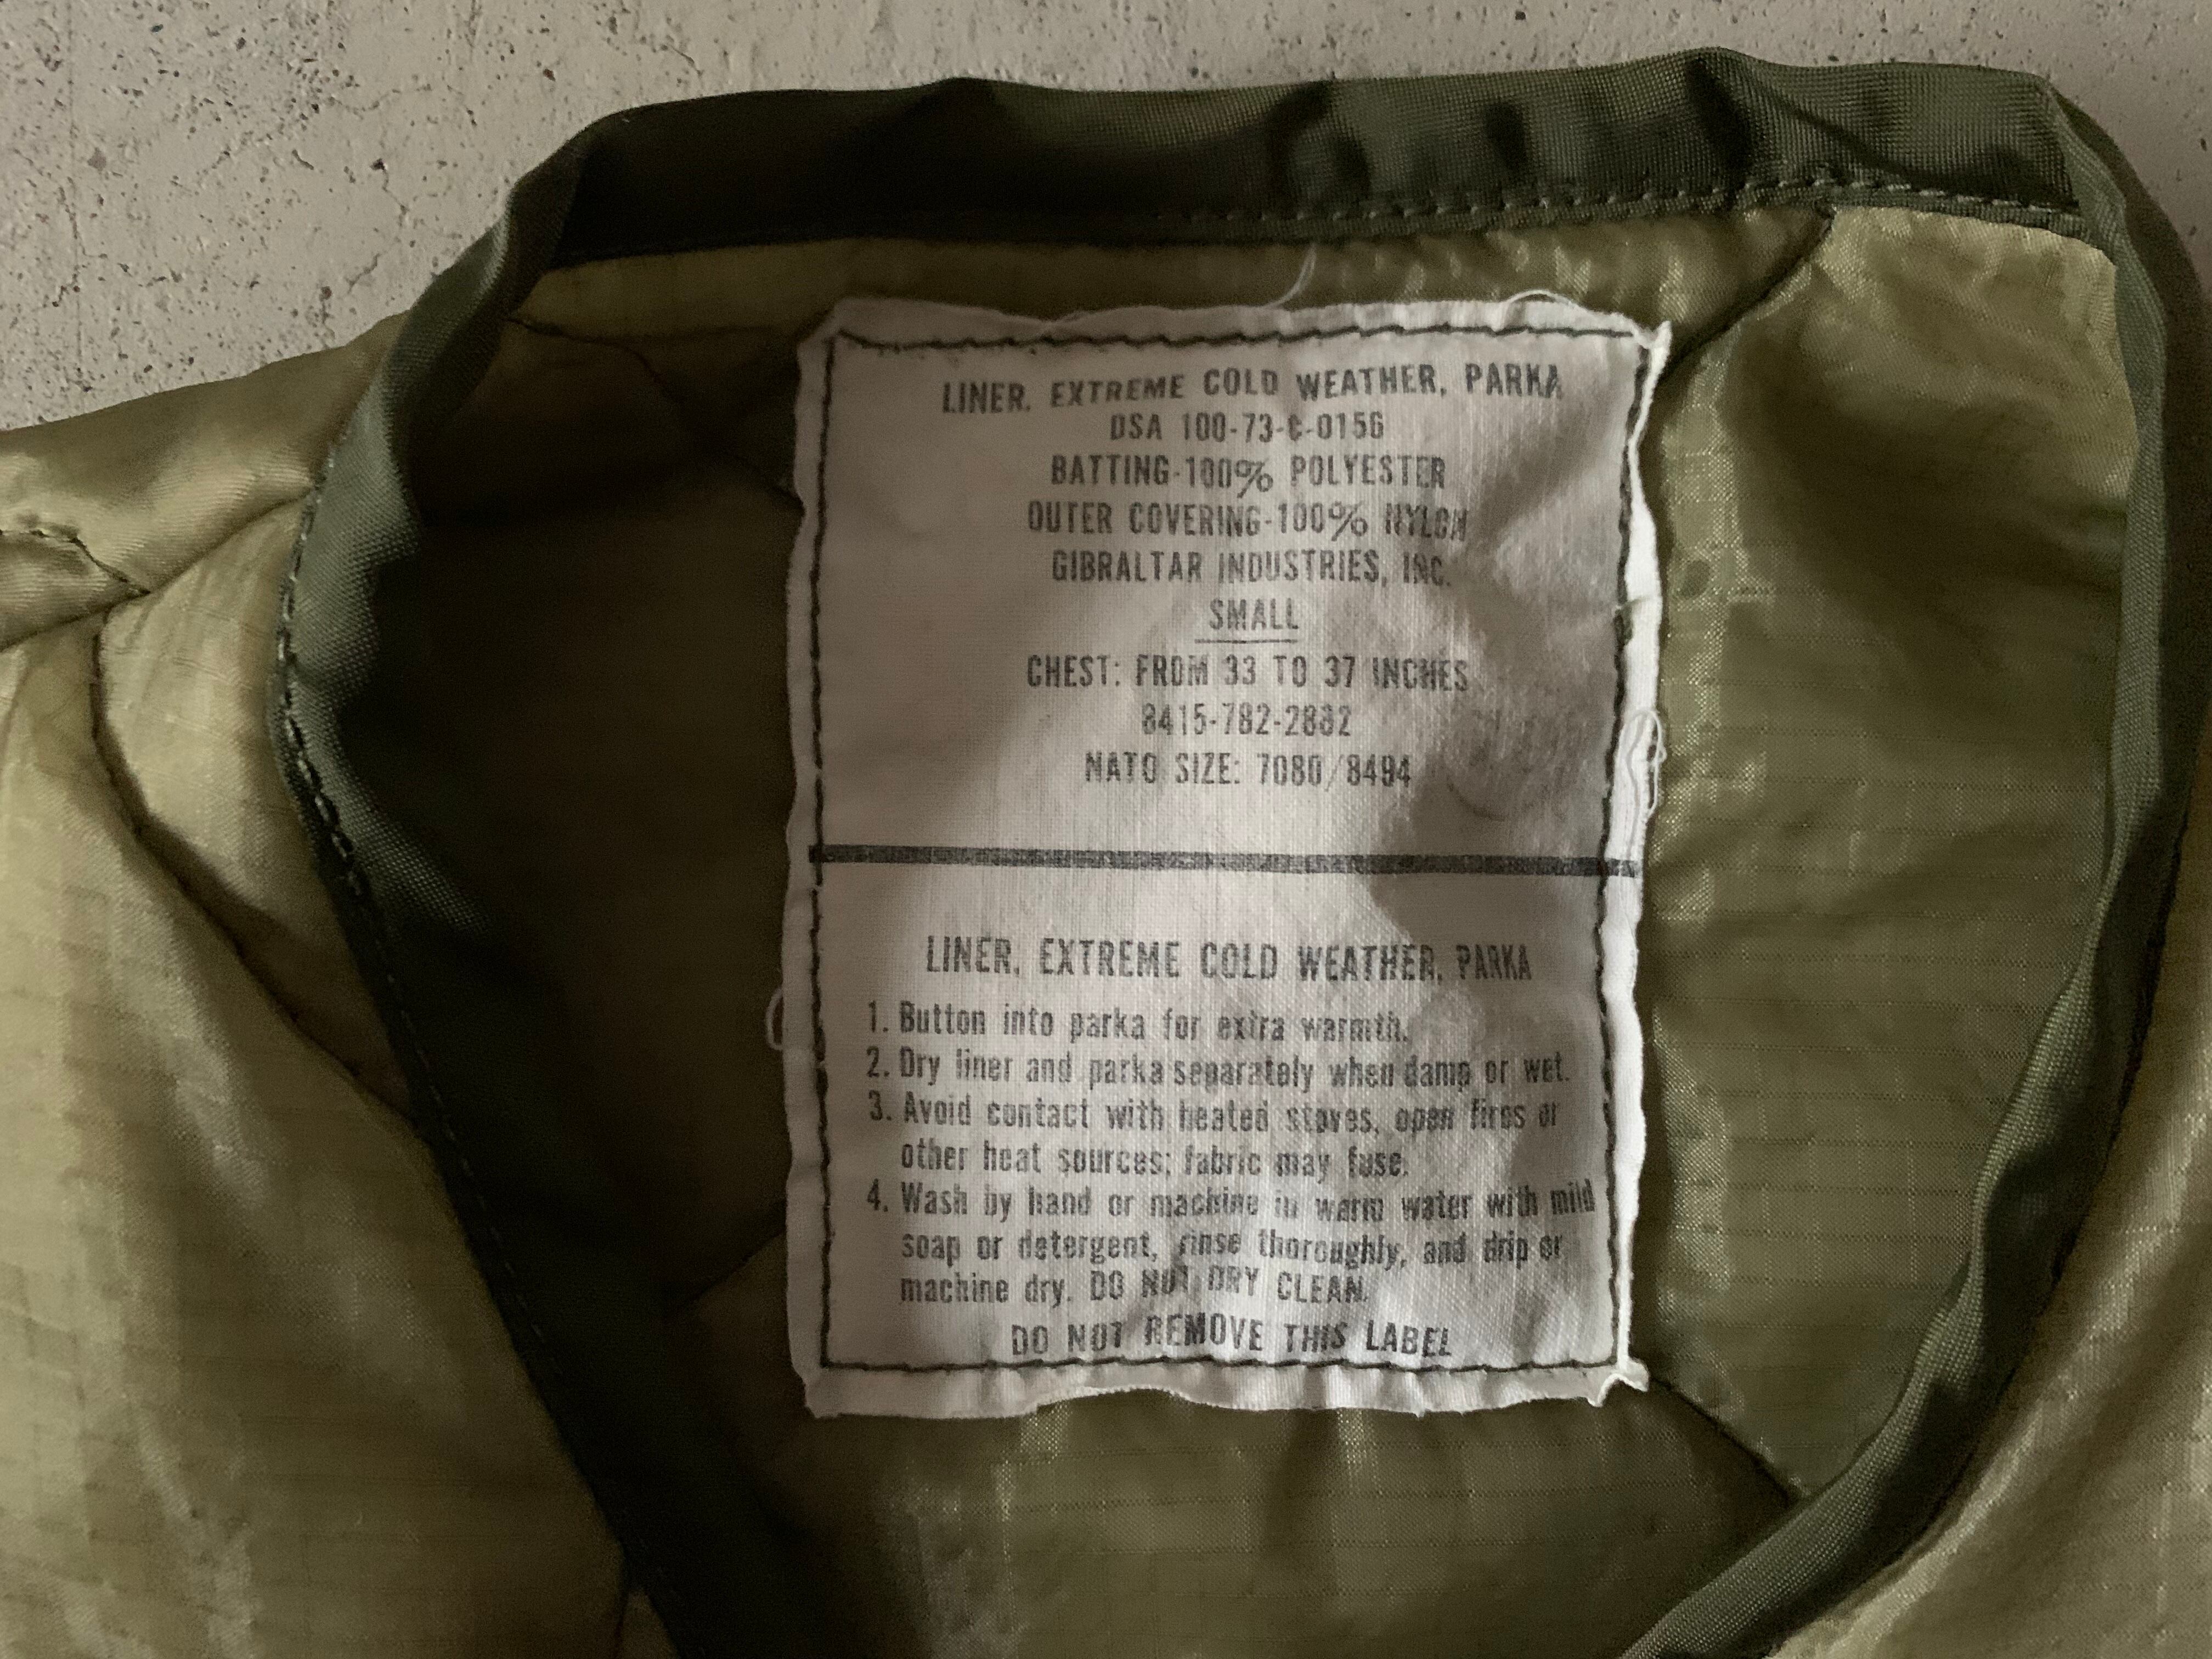 LINER, EXTREME COLD WEATHER, PARKA
DSA 100-73-C-0156
BATTING-100% POLYESTER
OUTER COVERING-100% NYLON
GIBRALTAR INDUSTRIES, INC.
SMALL
CHEST: FROM 33 TO 37 INCHES
8415-782-2882
NATO SIZE: 7080/8494
LINER, EXTREME COLD WEATHER, PARKA
1. Button into parka for extra warmth.
2. Dry liner and parka separately when damp or wet.
3. Avoid contact with heated stoves, open fires or
other heat sources; fabric may fuse.
4. Wash by hand or machine in warm water with mild
soap or detergent, rinse thoroughly, and drip or
machine dry. DO NOT DRY CLEAN.
DO NOT REMOVE THIS LABEL